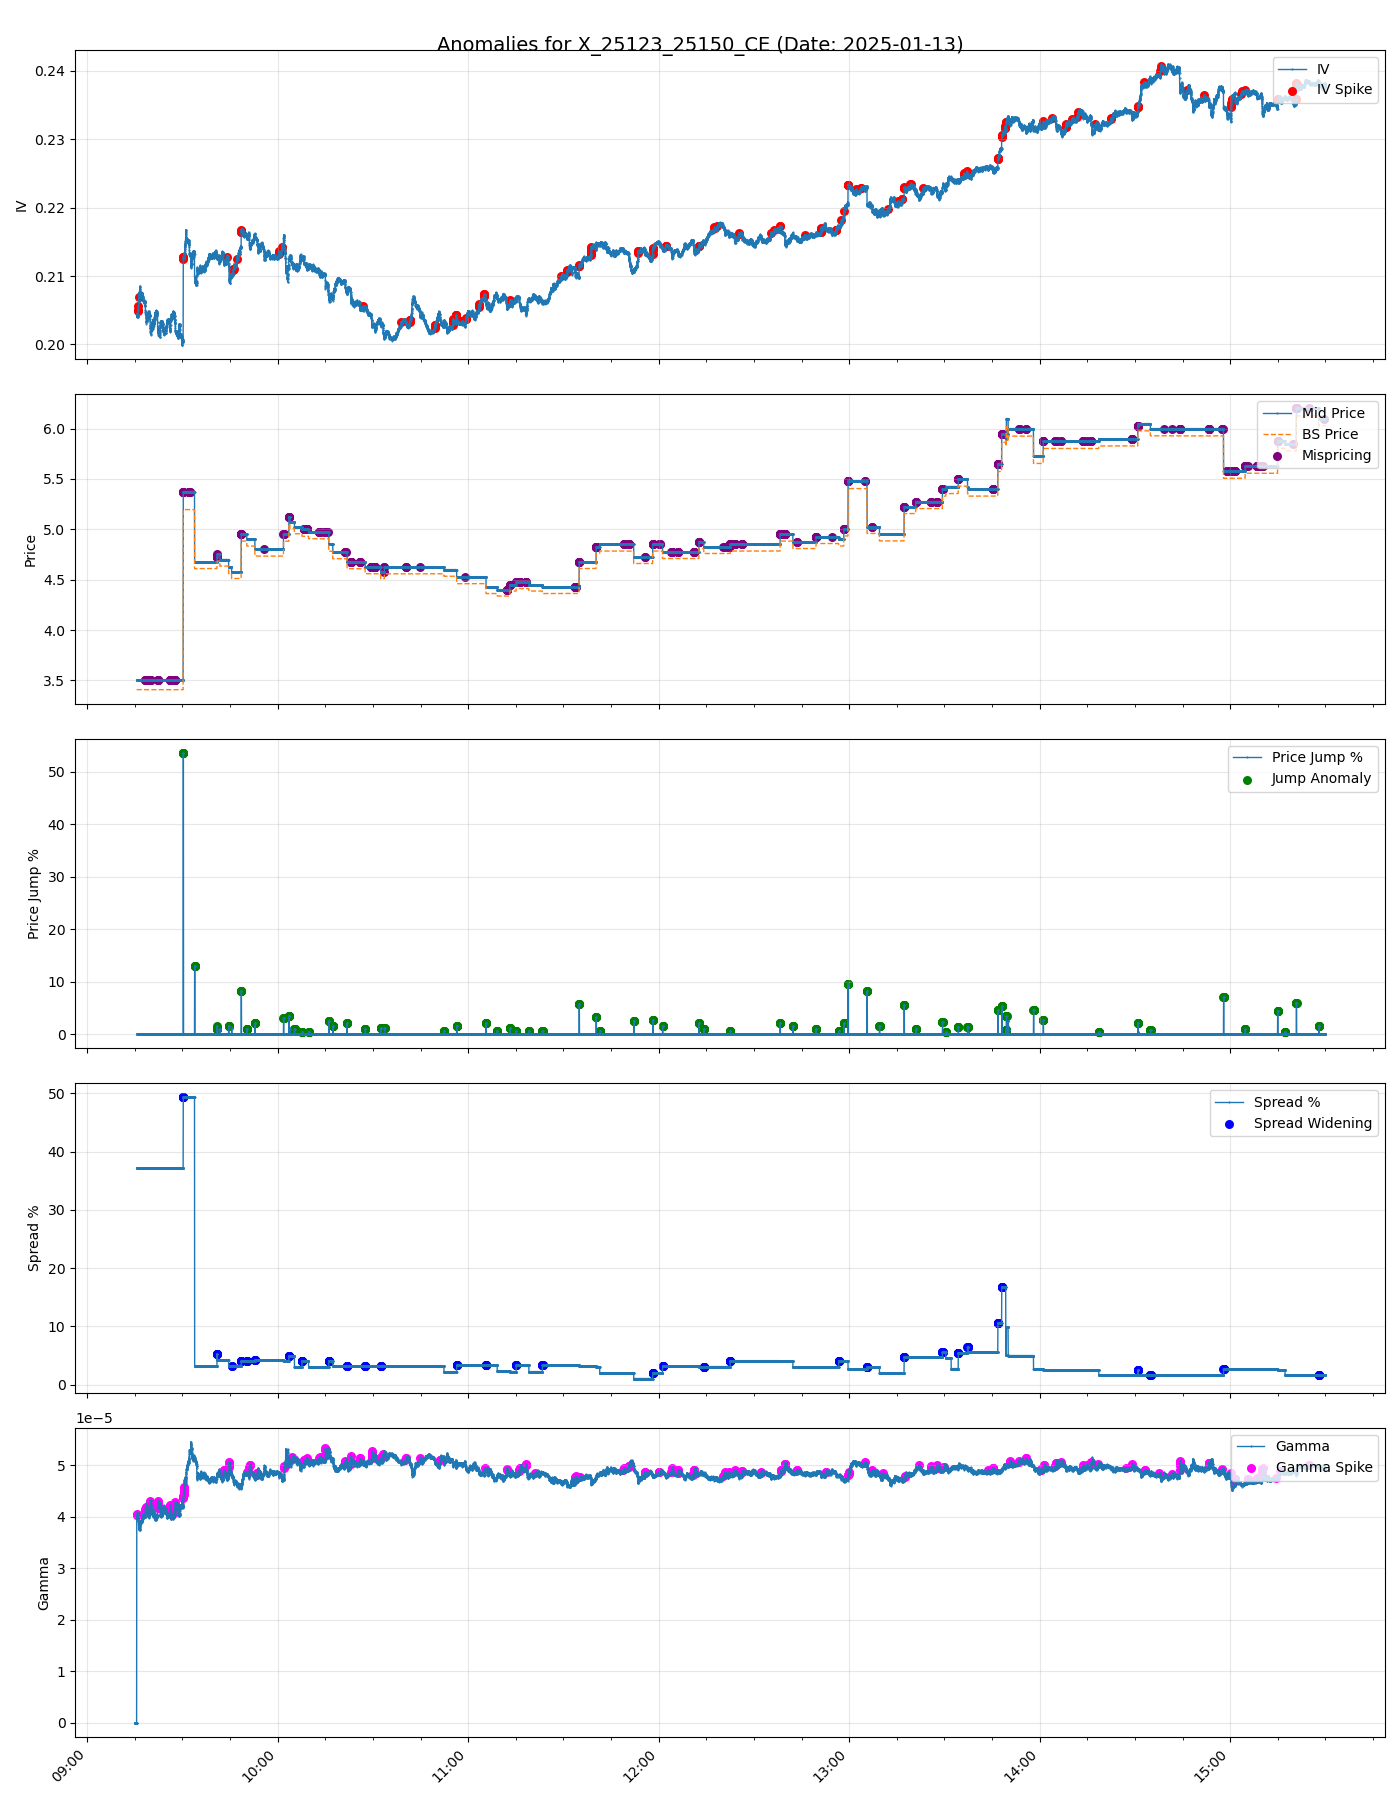 Anomalies for X_25123_25150_CE (Date: 2025-01-13)
IV
0.24
0.23
0.22
0.21
0.20
IV
IV Spike
Price
6.0
5.5
5.0
4.5
4.0
3.5
Mid Price
BS Price
Mispricing
Price Jump %
50
40
30
20
10
0
Price Jump %
Jump Anomaly
Spread %
50
40
30
20
10
0
Spread %
Spread Widening
1e−5
Gamma
5
4
3
2
1
0
Gamma
Gamma Spike
09:00
10:00
11:00
12:00
13:00
14:00
15:00